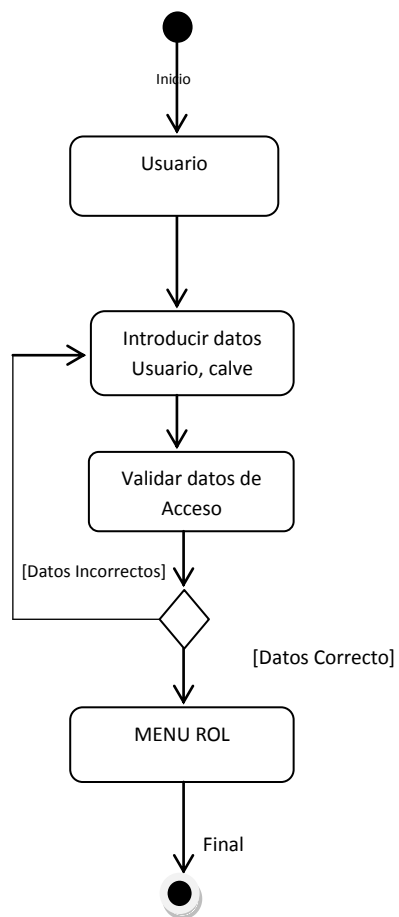 Inicio
Usuario
Introducir datos
Usuario, calve
Validar datos de
Acceso
[Datos Incorrectos]
[Datos Correcto]
MENU ROL
Final